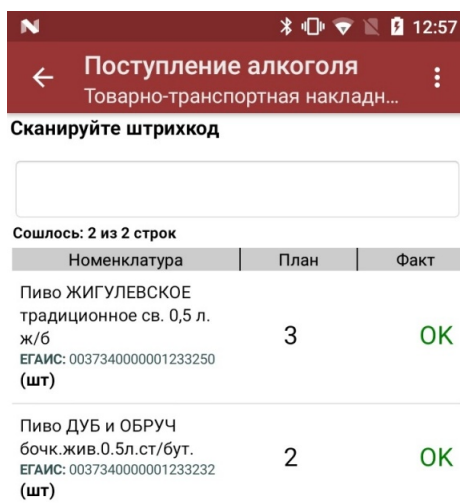 12:57
Поступление алкоголя
Товарно-транспортная накладн...
Сканируйте штрихкод
Сошлось: 2 из 2 строк
Номенклатура План Факт
Пиво ЖИГУЛЕВСКОЕ
традиционное св. 0,5 л.
ж/б
3 OK
ЕГАИС: 0037340000001233250
(шт)
Пиво ДУБ и ОБРУЧ
бочк.жив.0.5л.ст/бут.
2 OK
ЕГАИС: 0037340000001233232
(шт)